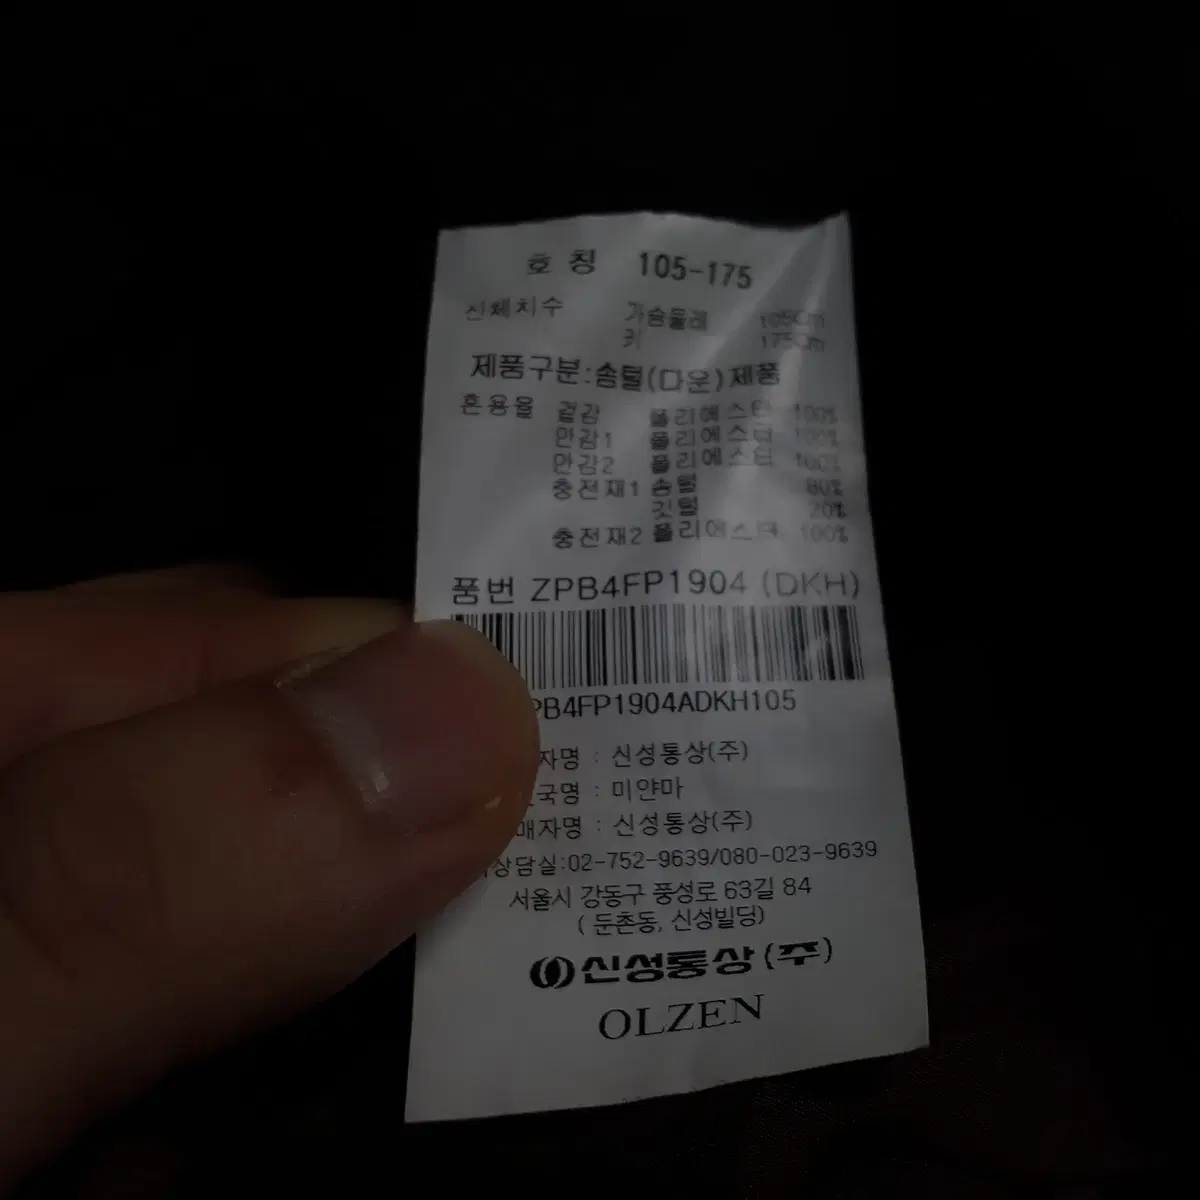 호 칭 105-175
신체치수 가슴둘레 105Cm
키 175Cm
제품구분:솜털(다운)제품
혼용율 겉감 폴리에스터 100%
안감1 폴리에스터 100%
안감2 폴리에스터 100%
충전재1 솜털 80%
깃털 20%
충전재2 폴리에스터 100%
품번 ZPB4FP1904 (DKH)
PB4FP1904ADKH105
자명 : 신성통상(주)
국명 : 미얀마
매자명 : 신성통상(주)
상담실:02-752-9639/080-023-9639
서울시 강동구 풍성로 63길 84
( 둔촌동, 신성빌딩)
신성통상(주)
OLZEN